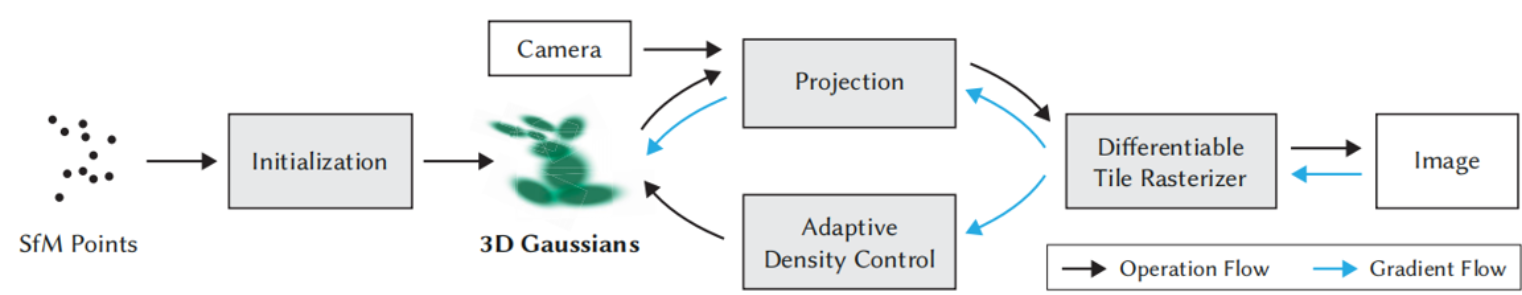 Camera
Projection
Initialization
Differentiable
Tile Rasterizer
Image
SfM Points
3D Gaussians
Adaptive
Density Control
Operation Flow
Gradient Flow